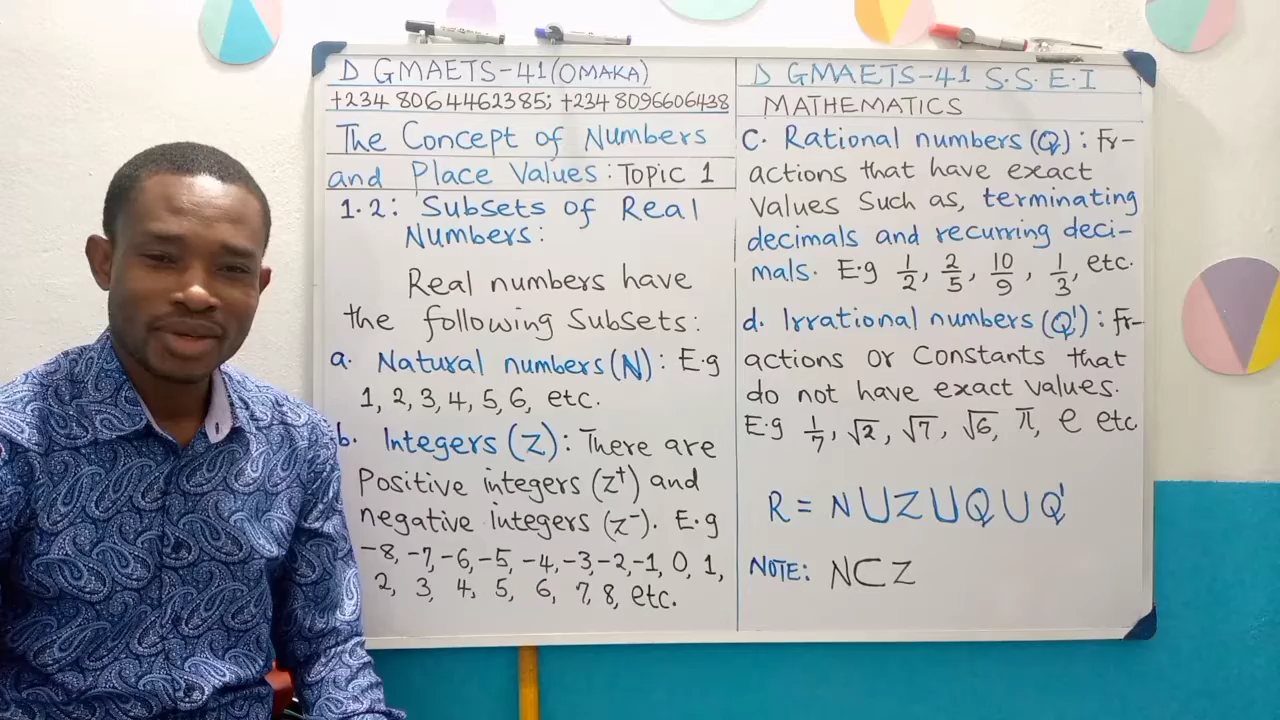 D GMAETS-41(OMAKA)
+234 8064462385; +234 8096606438
The Concept of Numbers
and Place Values: Topic 1
1.2: Subsets of Real
Numbers:
Real numbers have
the following Subsets:
a. Natural numbers (N): E.g
1, 2, 3, 4, 5, 6, etc.
b. Integers (Z): There are
Positive integers (Z⁺) and
negative integers (Z⁻). E.g
-8, -7, -6, -5, -4, -3, -2, -1, 0, 1,
2, 3, 4, 5, 6, 7, 8, etc.
D GMAETS-41 S.S.E.I
MATHEMATICS
C. Rational numbers (Q): Fr-
actions that have exact
Values Such as, terminating
decimals and recurring deci-
mals. E.g 1/2, 2/5, 10/9, 1/3, etc.
d. Irrational numbers (Q'): Fr-
actions or Constants that
do not have exact values.
E.g 1/7, √2, √7, √6, π, e etc
R = N U Z U Q U Q'
NOTE: N⊂Z